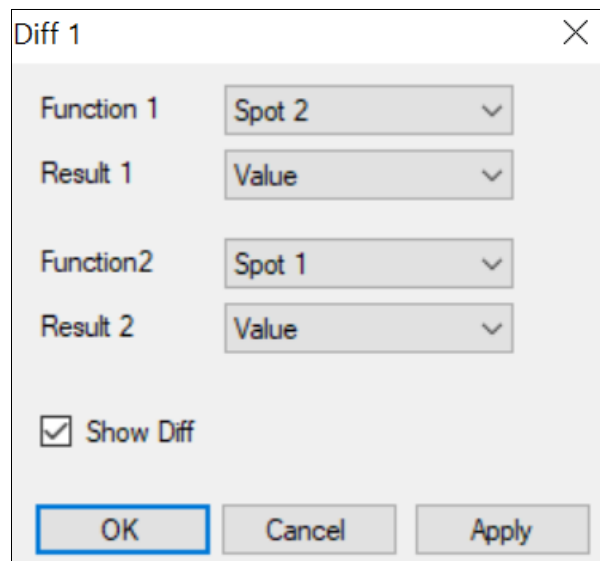 Diff 1
Function 1 Spot 2
Result 1 Value
Function2 Spot 1
Result 2 Value
Show Diff
OK Cancel Apply